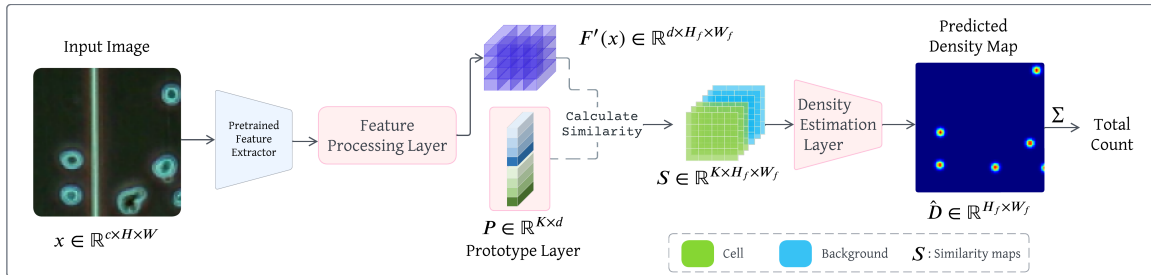 Input Image
x ∈ ℝ^{c×H×W}
Pretrained
Feature
Extractor
Feature
Processing Layer
F′(x) ∈ ℝ^{d×H_f×W_f}
Calculate
Similarity
P ∈ ℝ^{K×d}
Prototype Layer
S ∈ ℝ^{K×H_f×W_f}
Density
Estimation
Layer
Predicted
Density Map
D̂ ∈ ℝ^{H_f×W_f}
Σ
Total
Count
Cell
Background
S : Similarity maps